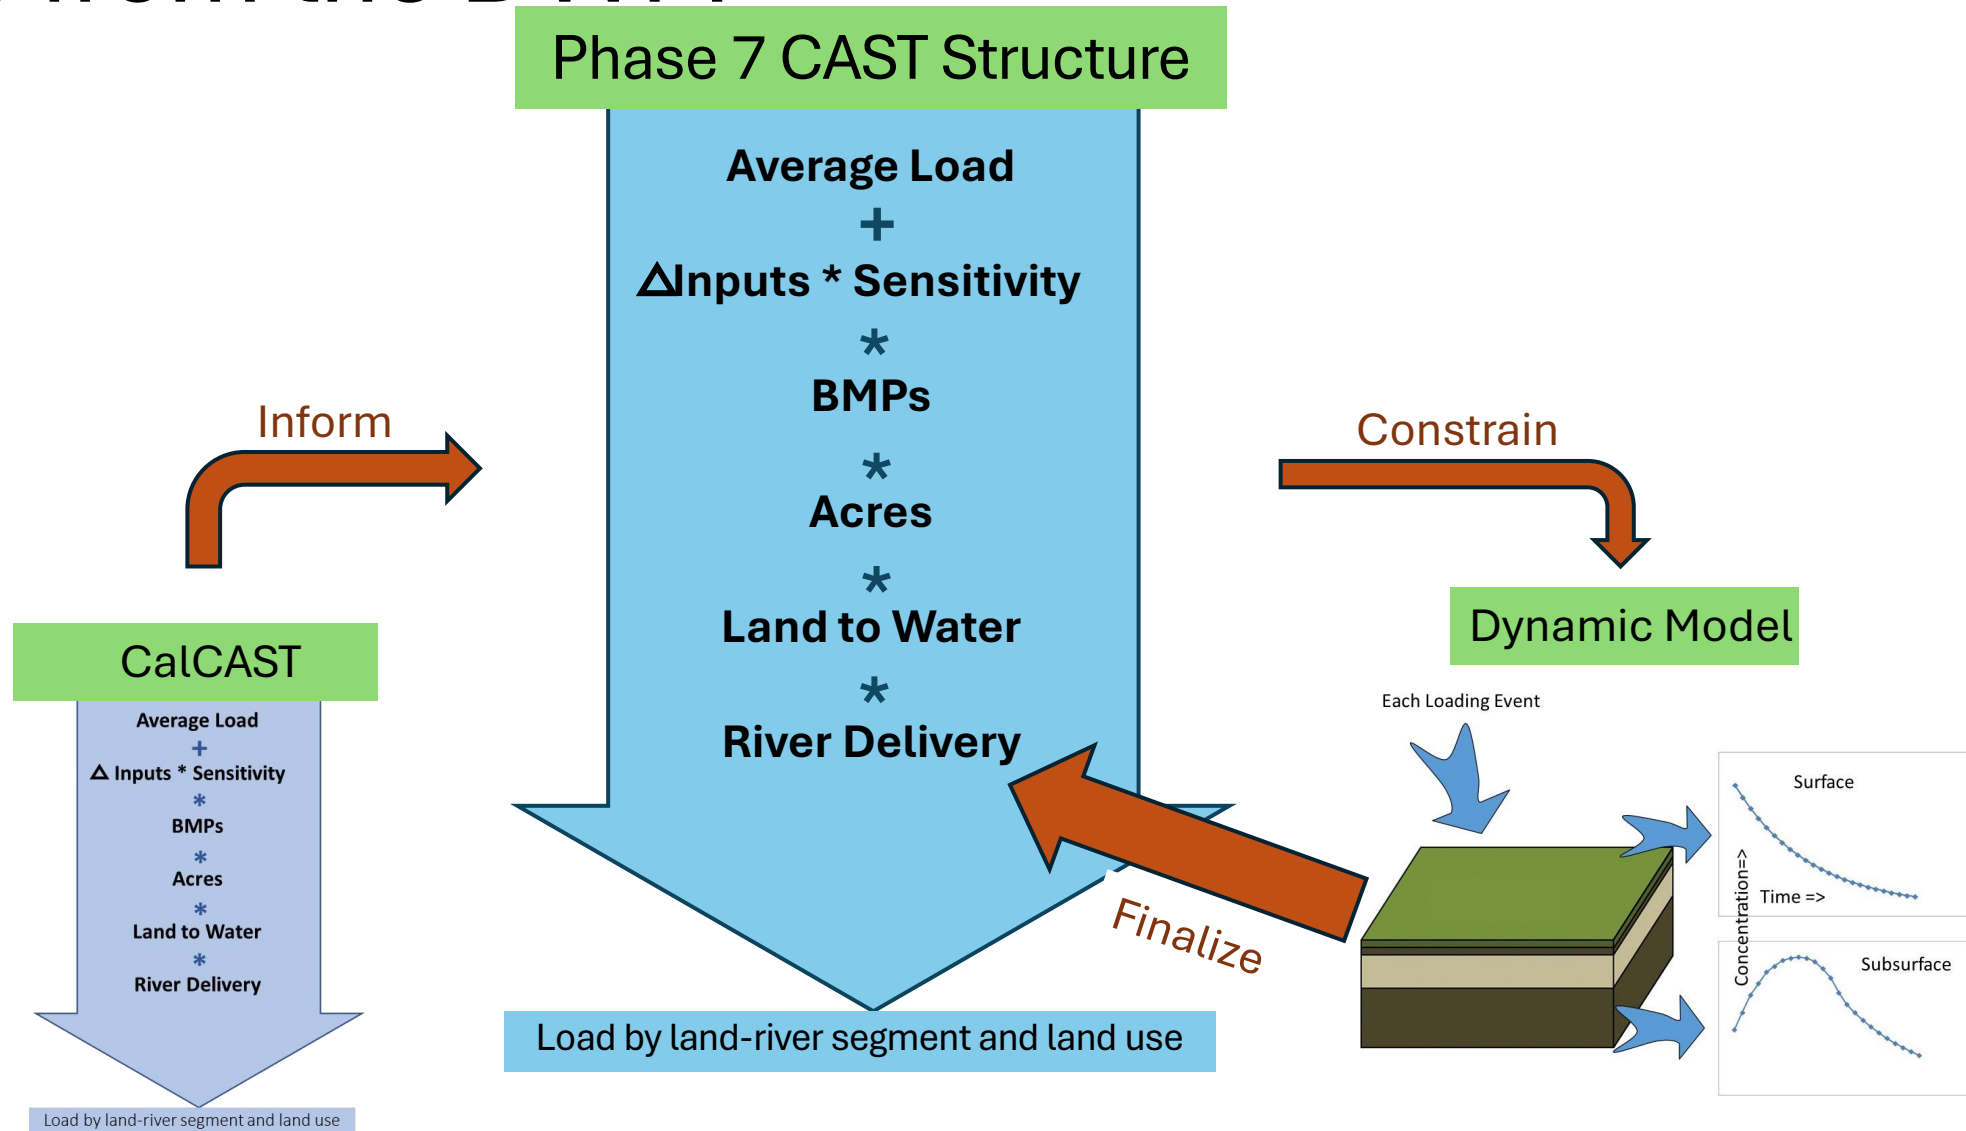 from the
Phase 7 CAST Structure
Average Load
+
△Inputs * Sensitivity
*
BMPs
*
Acres
*
Land to Water
*
River Delivery
Load by land-river segment and land use
Inform
CalCAST
Average Load
+
△ Inputs * Sensitivity
*
BMPs
*
Acres
*
Land to Water
*
River Delivery
Load by land-river segment and land use
Constrain
Dynamic Model
Each Loading Event
Surface
Time =>
Concentration=>
Subsurface
Finalize